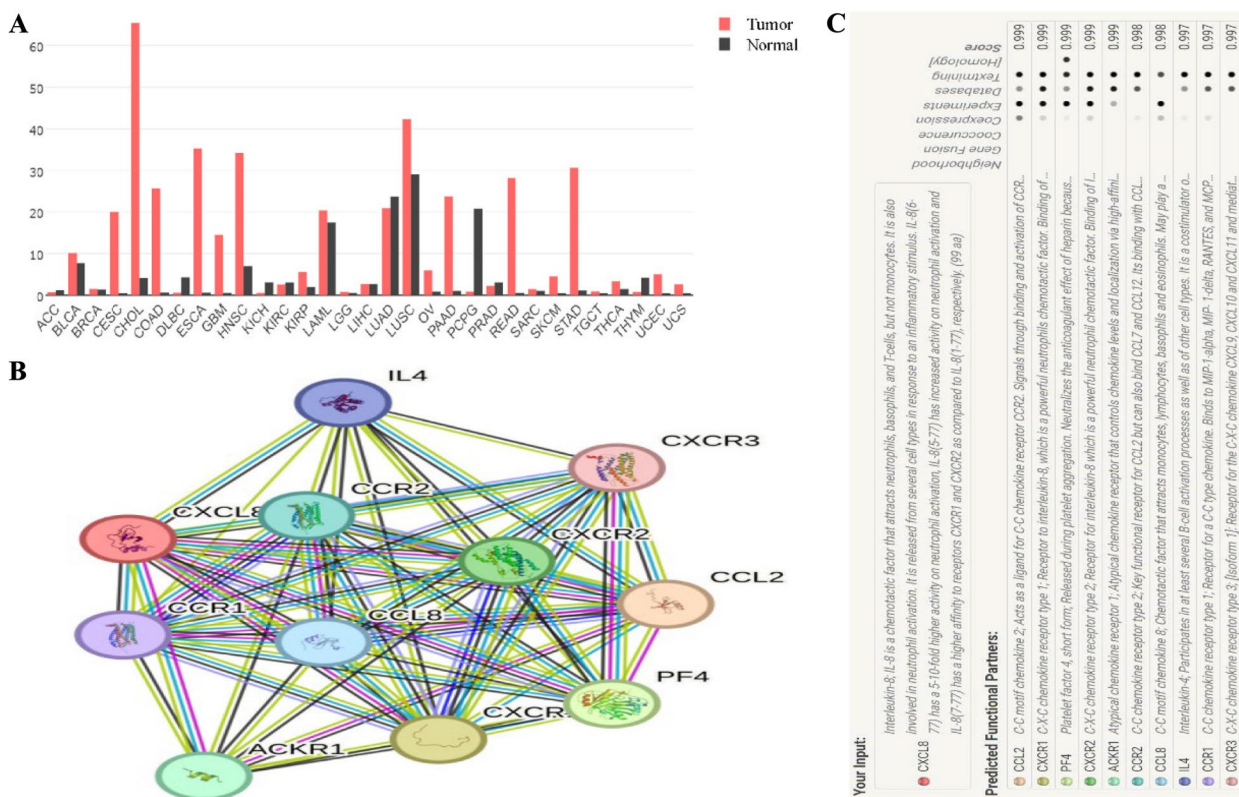 A
Tumor
Normal
60
50
40
30
20
10
0
ACC
BLCA
BRCA
CESC
CHOL
COAD
DLBC
ESCA
GBM
HNSC
KICH
KIRC
KIRP
LAML
LGG
LIHC
LUAD
LUSC
OV
PAAD
PCPG
PRAD
READ
SARC
SKCM
STAD
TGCT
THCA
THYM
UCEC
UCS
B
IL4
CXCR3
CCR2
CXCL8
CXCR2
CCL2
CCR1
CCL8
PF4
CXCR
ACKR1
C
Your Input:
CXCL8
Interleukin-8; IL-8 is a chemotactic factor that attracts neutrophils, basophils, and T-cells, but not monocytes. It is also
involved in neutrophil activation. It is released from several cell types in response to an inflammatory stimulus. IL-8(6-
77) has a 5-10-fold higher activity on neutrophil activation, IL-8(5-77) has increased activity on neutrophil activation and
IL-8(7-77) has a higher affinity to receptors CXCR1 and CXCR2 as compared to IL-8(1-77), respectively. (99 aa)
Neighborhood
Gene Fusion
Cooccurence
Coexpression
Experiments
Databases
Textmining
[Homology]
Score
Predicted Functional Partners:
CCL2 C-C motif chemokine 2; Acts as a ligand for C-C chemokine receptor CCR2. Signals through binding and activation of CCR... 0.999
CXCR1 C-X-C chemokine receptor type 1; Receptor to interleukin-8, which is a powerful neutrophils chemotactic factor. Binding of ... 0.999
PF4 Platelet factor 4, short form; Released during platelet aggregation. Neutralizes the anticoagulant effect of heparin becaus... 0.999
CXCR2 C-X-C chemokine receptor type 2; Receptor for interleukin-8 which is a powerful neutrophil chemotactic factor. Binding of I... 0.999
ACKR1 Atypical chemokine receptor 1; Atypical chemokine receptor that controls chemokine levels and localization via high-affini... 0.999
CCR2 C-C chemokine receptor type 2; Key functional receptor for CCL2 but can also bind CCL7 and CCL12. Its binding with CCL... 0.998
CCL8 C-C motif chemokine 8; Chemotactic factor that attracts monocytes, lymphocytes, basophils and eosinophils. May play a ... 0.998
IL4 Interleukin-4; Participates in at least several B-cell activation processes as well as of other cell types. It is a costimulator o... 0.997
CCR1 C-C chemokine receptor type 1; Receptor for a C-C type chemokine. Binds to MIP-1-alpha, MIP-1-delta, RANTES, and MCP... 0.997
CXCR3 C-X-C chemokine receptor type 3, [Isoform 1]: Receptor for the C-X-C chemokine CXCL9, CXCL10 and CXCL11 and mediat... 0.997